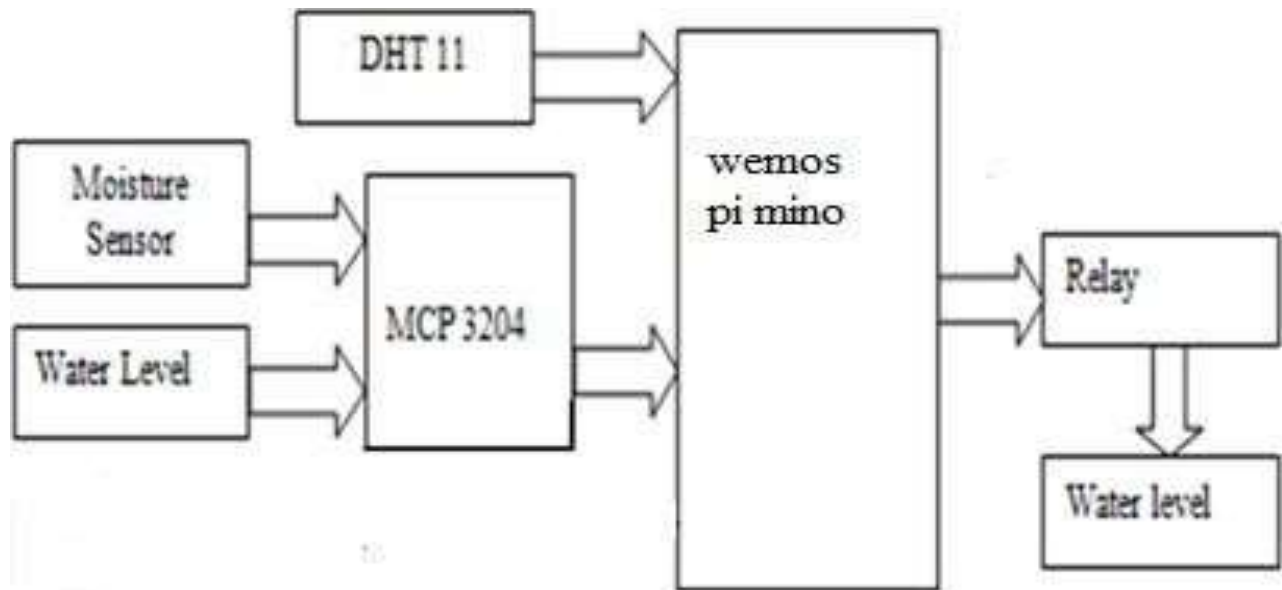 DHT 11
Moisture
Sensor
Water Level
MCP 3204
wemos
pi mino
Relay
Water level